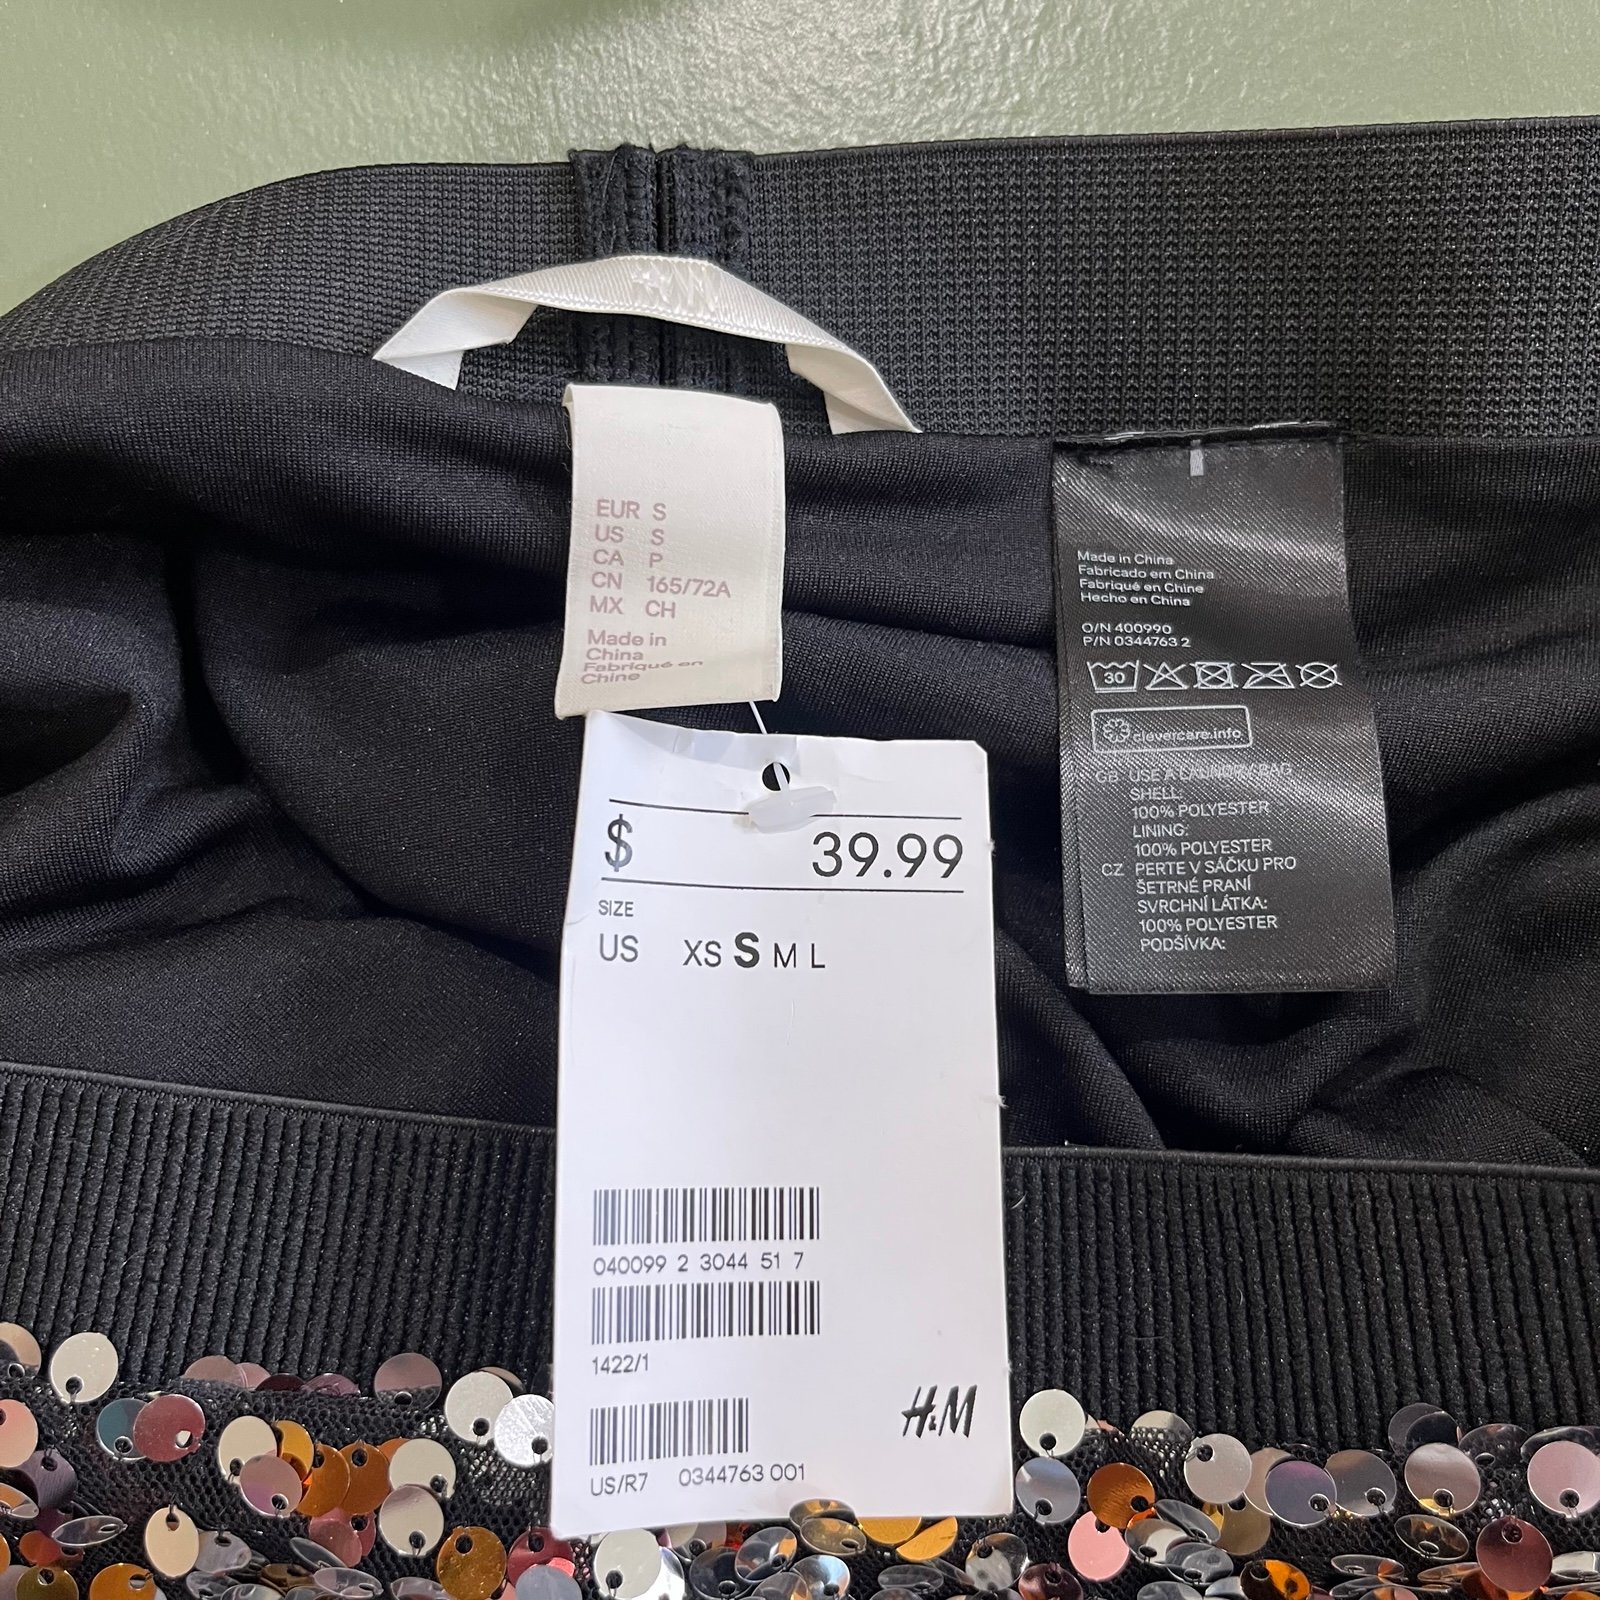 EUR S
US S
CA P
CN 165/72A
MX CH
Made in
China
Fabriqué en
Chine
Made in China
Fabricado em China
Fabriqué en Chine
Hecho en China
O/N 400990
P/N 0344763 2
30
clevercare.info
GB USE A LAUNDRY BAG
SHELL:
100% POLYESTER
LINING:
100% POLYESTER
CZ PERTE V SÁČKU PRO
ŠETRNÉ PRANÍ
SVRCHNÍ LÁTKA:
100% POLYESTER
PODŠÍVKA:
$ 39.99
SIZE
US XS S M L
040099 2 3044 51 7
1422/1
H&M
US/R7 0344763 001